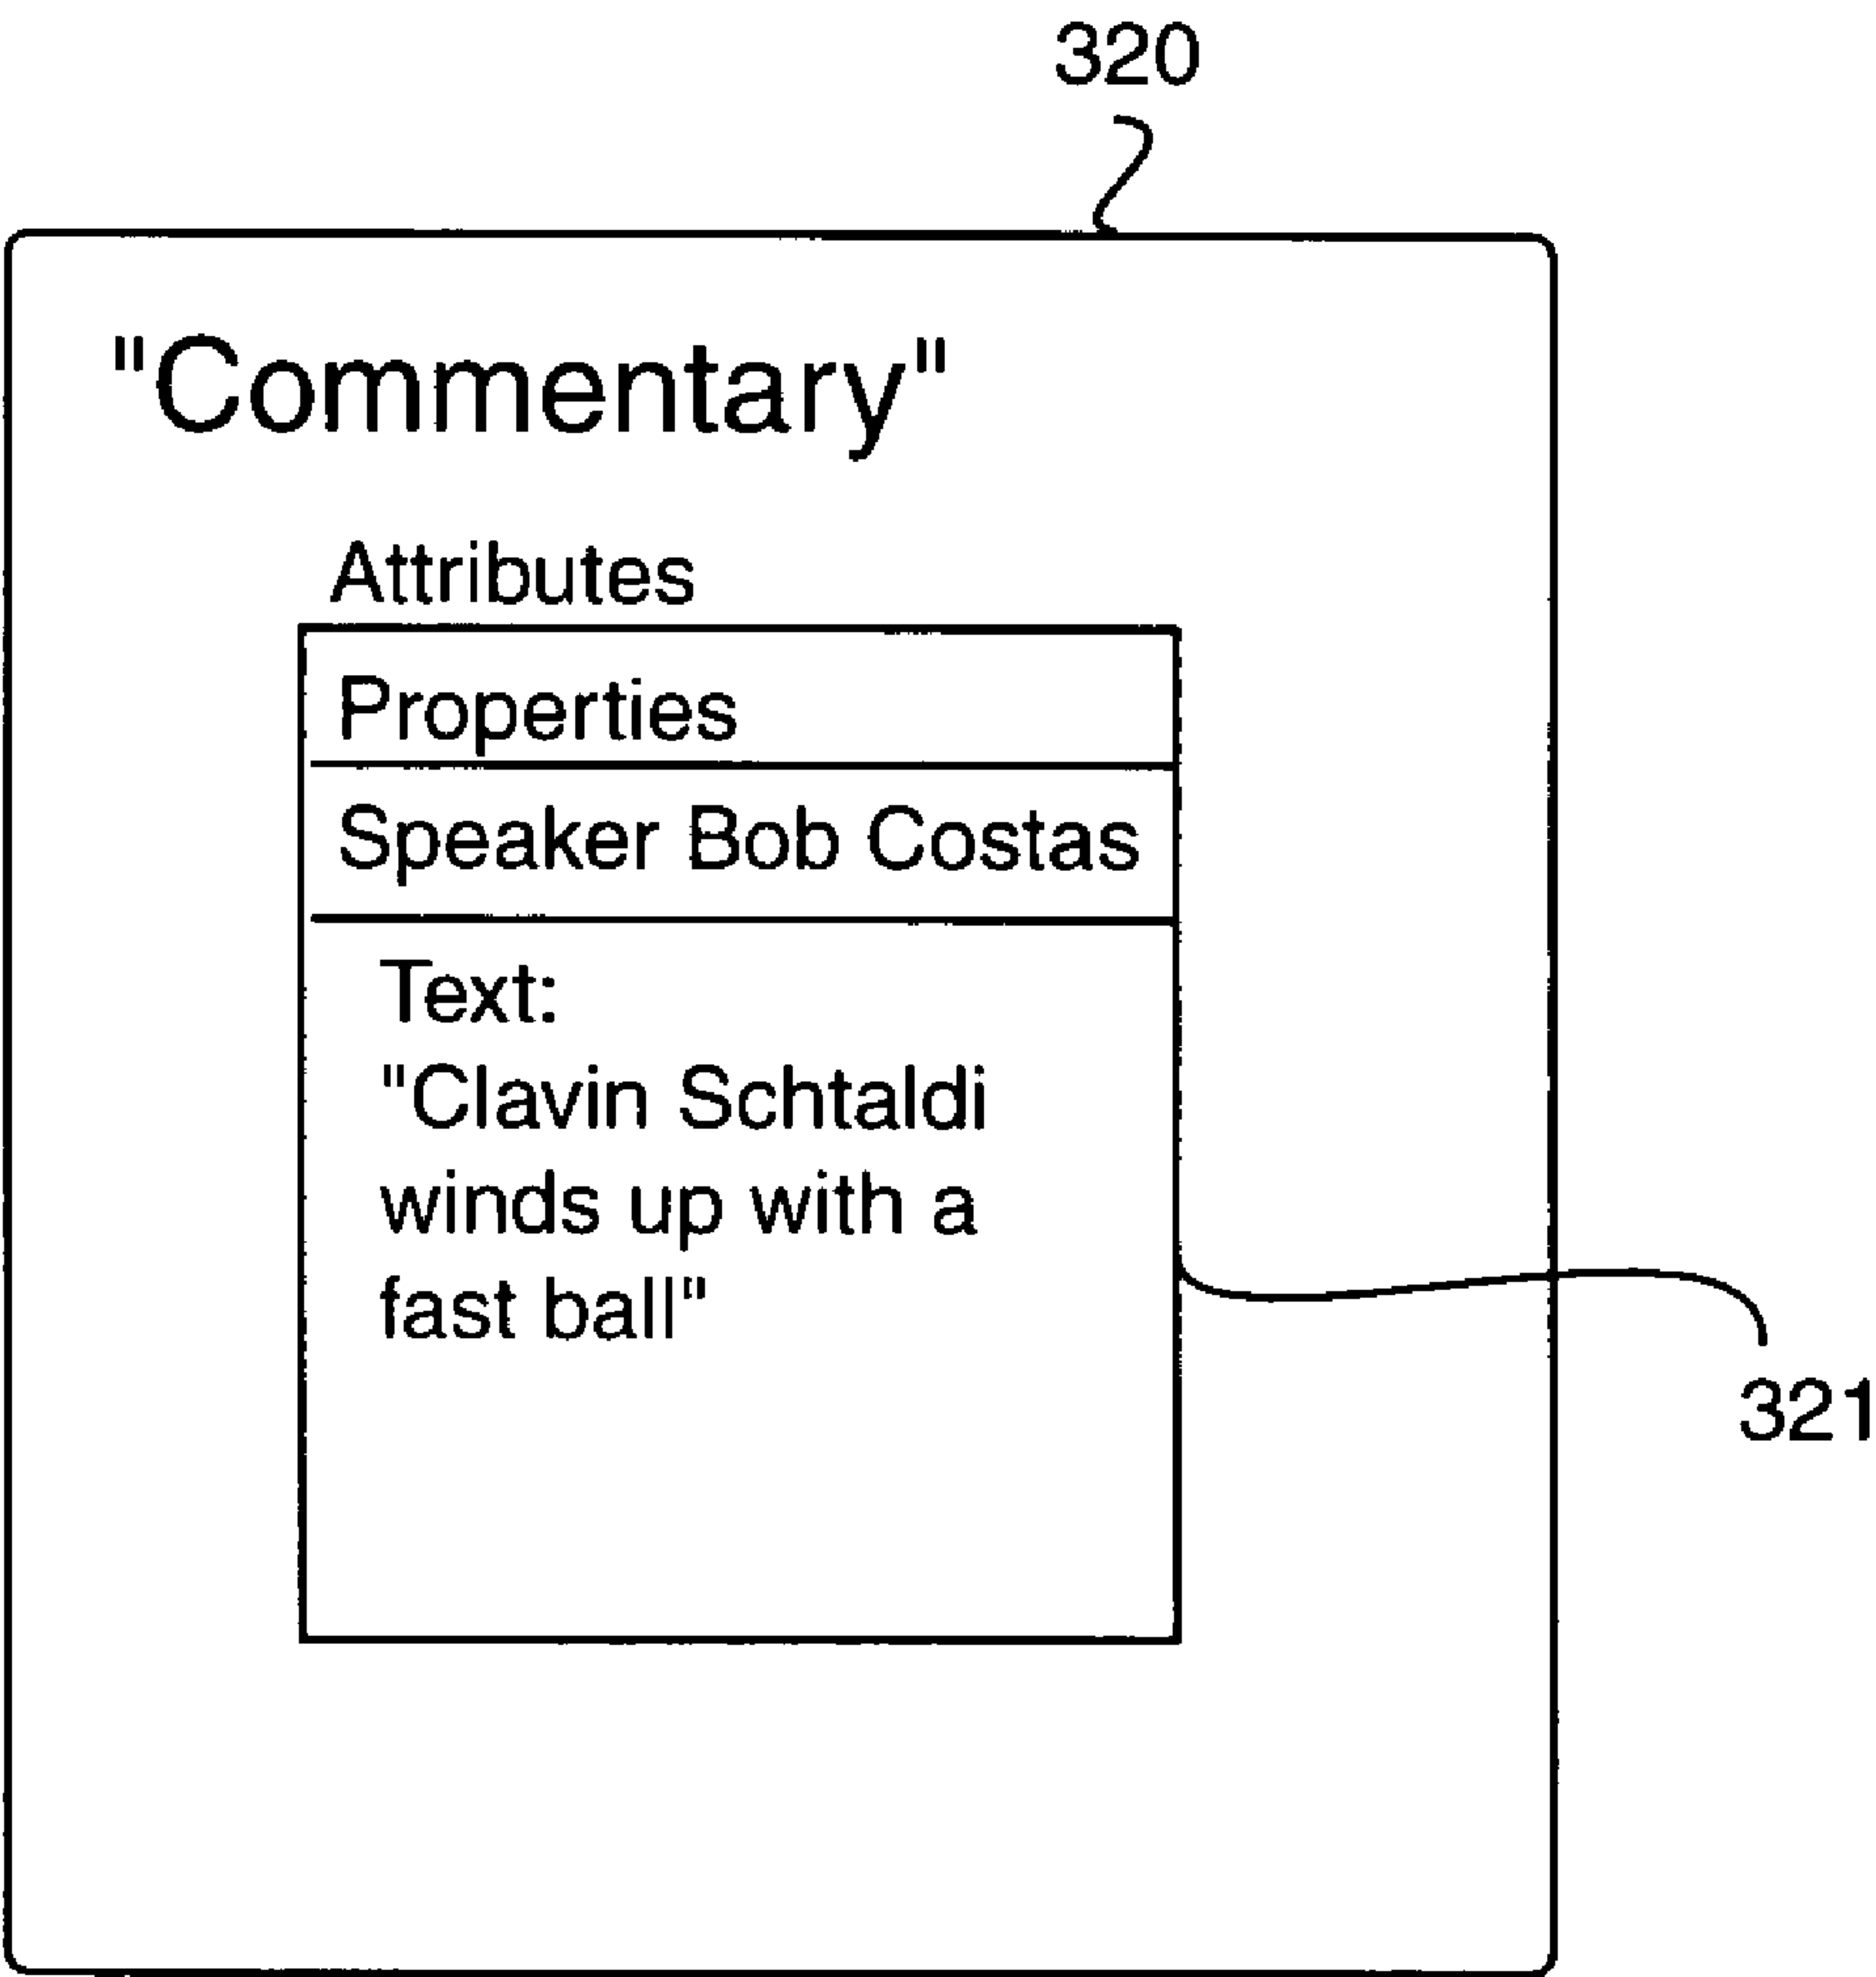 320
"Commentary"
Attributes
Properties
Speaker Bob Costas
Text:
"Clavin Schtaldi
winds up with a
fast ball"
321